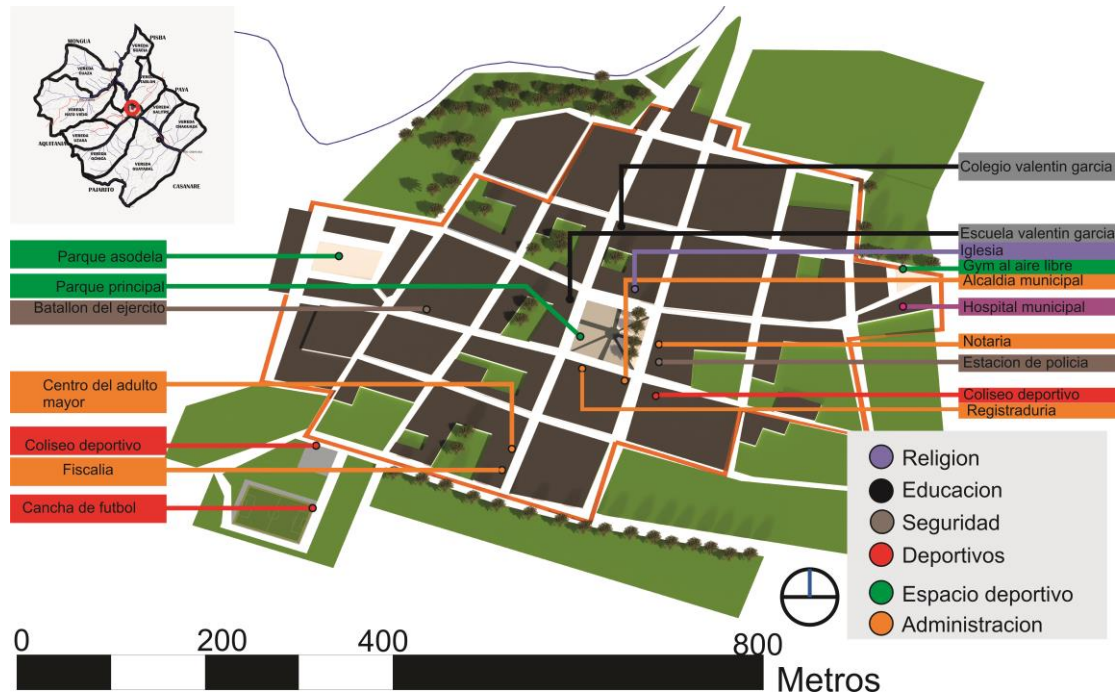 MONGUA
PISBA
PAYA
AQUITANIA
PAJARITO
CASANARE
Colegio valentin garcia
Escuela valentin garcia
Iglesia
Gym al aire libre
Alcaldia municipal
Hospital municipal
Notaria
Estacion de policia
Coliseo deportivo
Registraduria
Parque asodela
Parque principal
Batallon del ejercito
Centro del adulto
mayor
Coliseo deportivo
Fiscalia
Cancha de futbol
Religion
Educacion
Seguridad
Deportivos
Espacio deportivo
Administracion
0 200 400 800
Metros